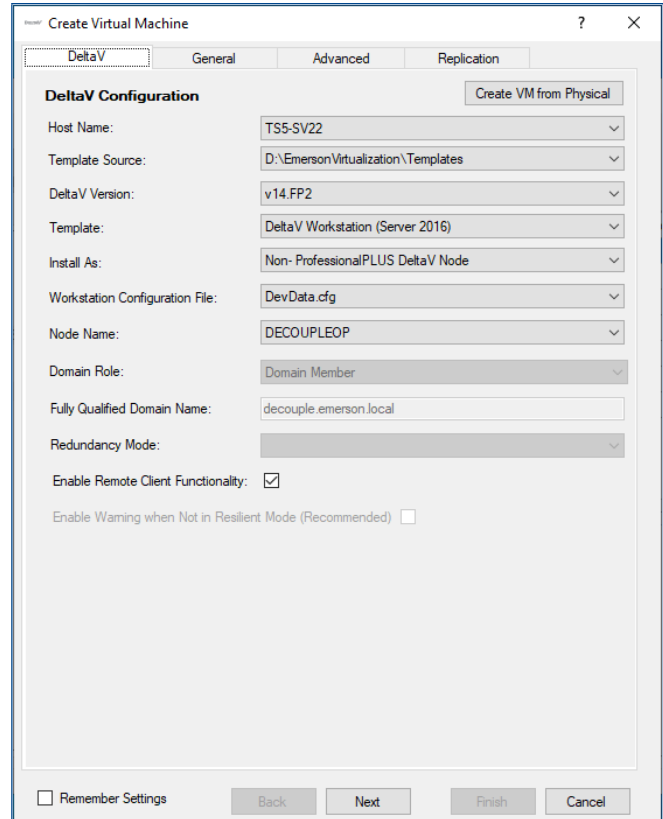 Create Virtual Machine ? X
DeltaV General Advanced Replication
DeltaV Configuration Create VM from Physical
Host Name: TS5-SV22
Template Source: D:\EmersonVirtualization\Templates
DeltaV Version: v14.FP2
Template: DeltaV Workstation (Server 2016)
Install As: Non- ProfessionalPLUS DeltaV Node
Workstation Configuration File: DevData.cfg
Node Name: DECOUPLEOP
Domain Role: Domain Member
Fully Qualified Domain Name: decouple.emerson.local
Redundancy Mode:
Enable Remote Client Functionality:
Enable Warning when Not in Resilient Mode (Recommended)
Remember Settings Back Next Finish Cancel